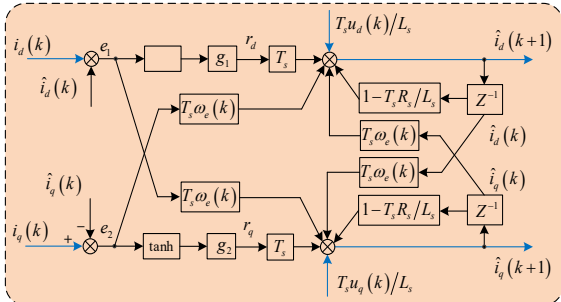 T_s u_d(k)/L_s
i_d(k)
e_1
g_1
r_d
T_s
î_d(k+1)
î_d(k)
T_s ω_e(k)
1−T_s R_s/L_s
Z^{-1}
T_s ω_e(k)
î_d(k)
î_q(k)
T_s ω_e(k)
î_q(k)
T_s ω_e(k)
1−T_s R_s/L_s
Z^{-1}
−
i_q(k)
+
e_2
tanh
g_2
r_q
T_s
T_s u_q(k)/L_s
î_q(k+1)